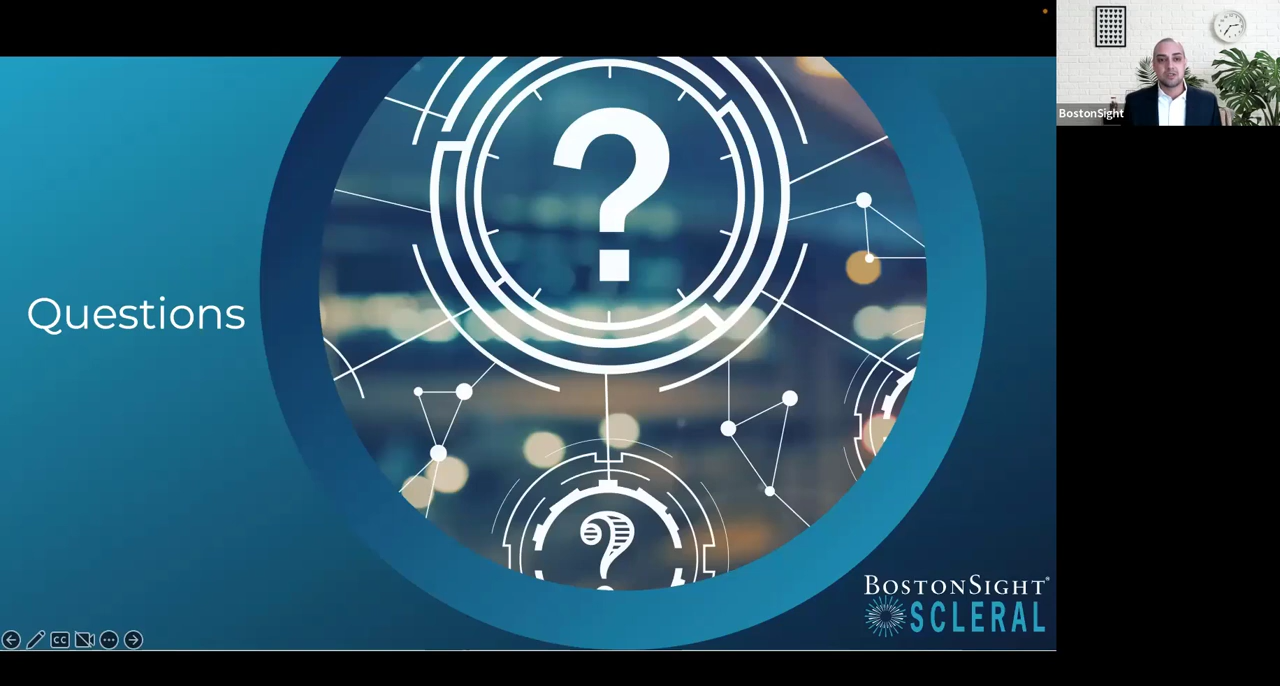 Questions
?
?
BOSTONSIGHT®
SCLERAL
CC
BostonSight